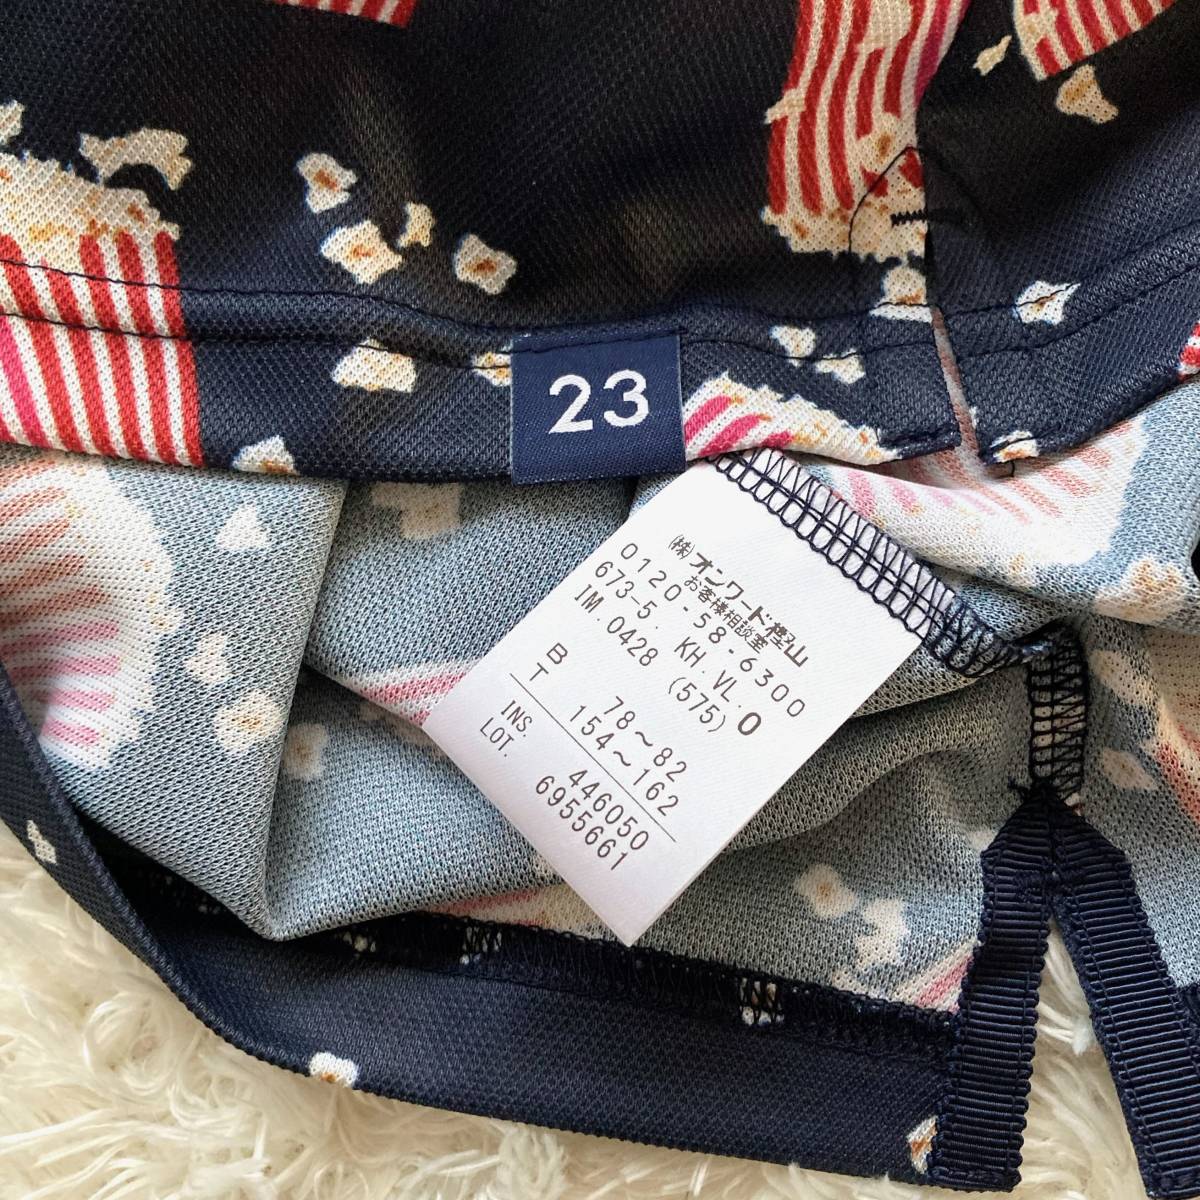 23
㈱オンワード樫山
お客様相談室
0120-58-6300
673-5. KH.VL.0
IM.0428 (575)
B 78～82
T 154～162
INS. 446050
LOT. 6955661